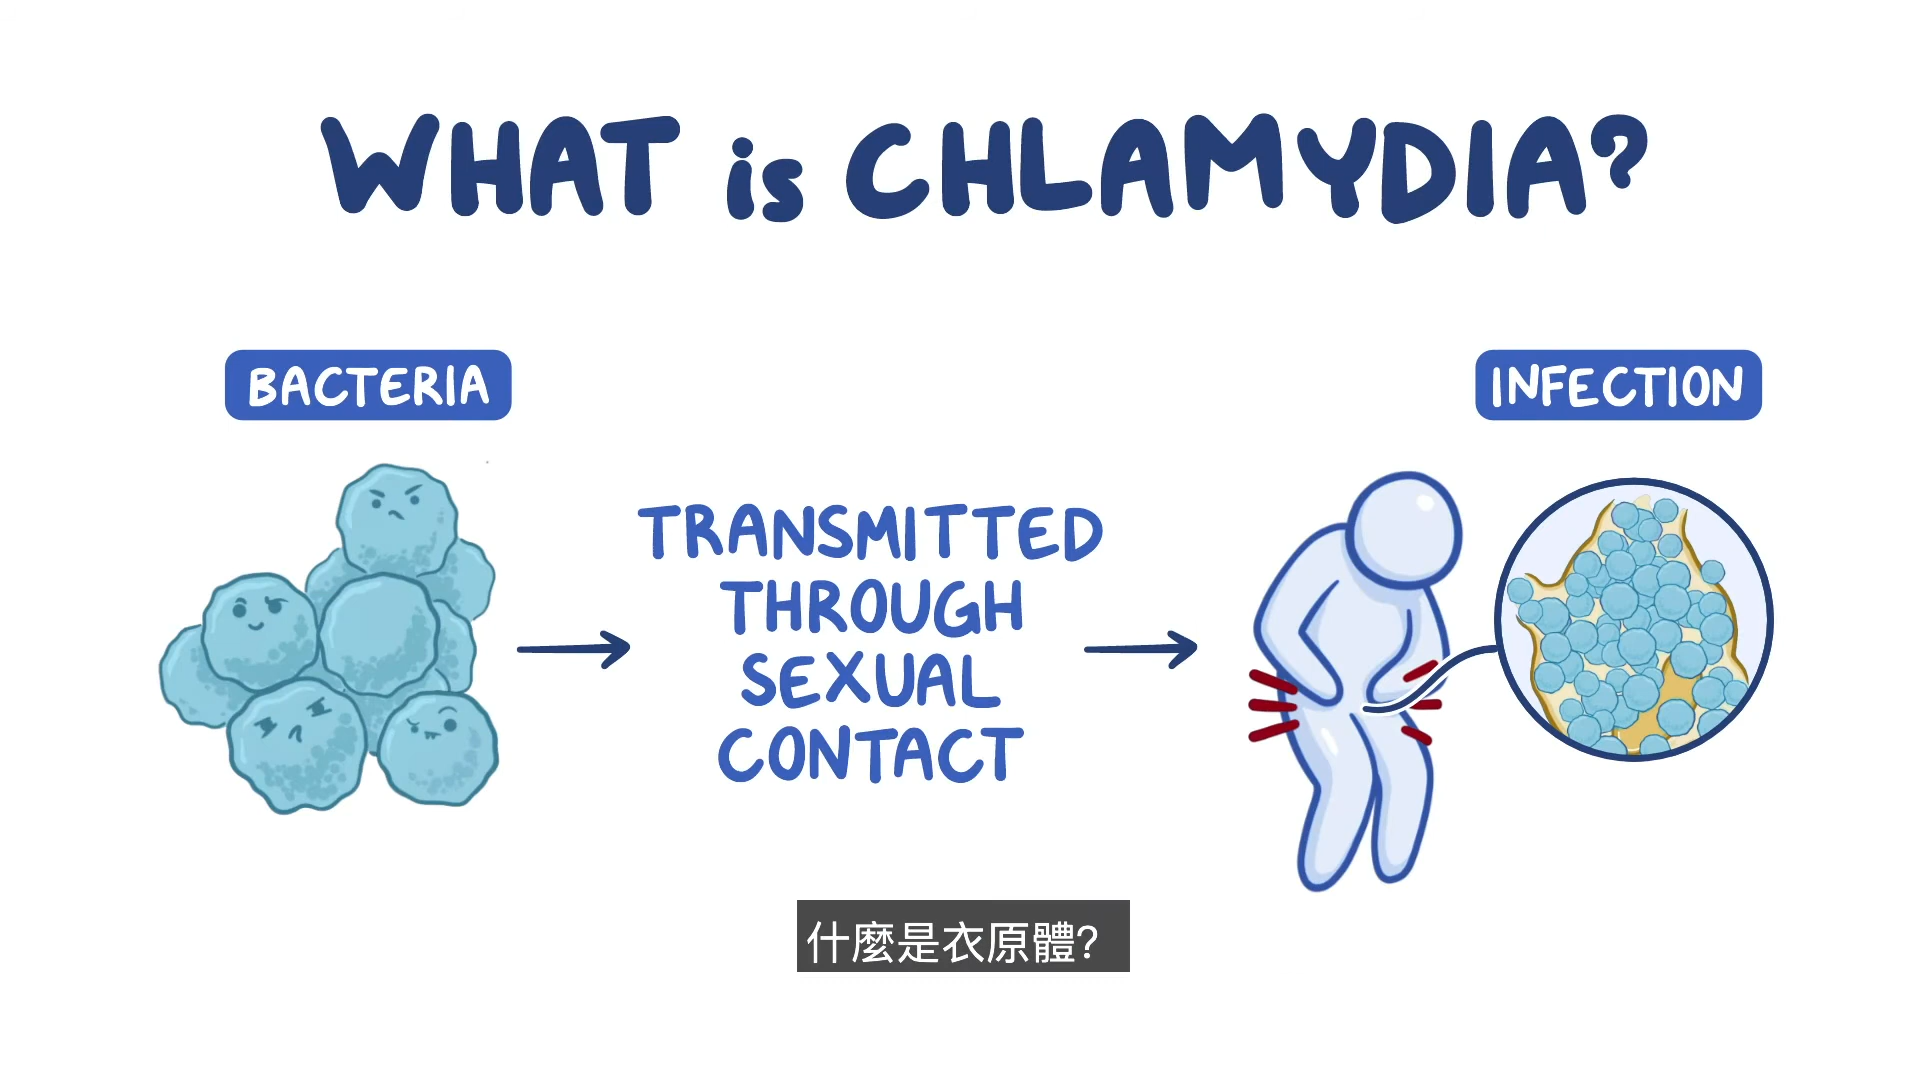 WHAT is CHLAMYDIA?
BACTERIA
TRANSMITTED
THROUGH
SEXUAL
CONTACT
INFECTION
什麼是衣原體?